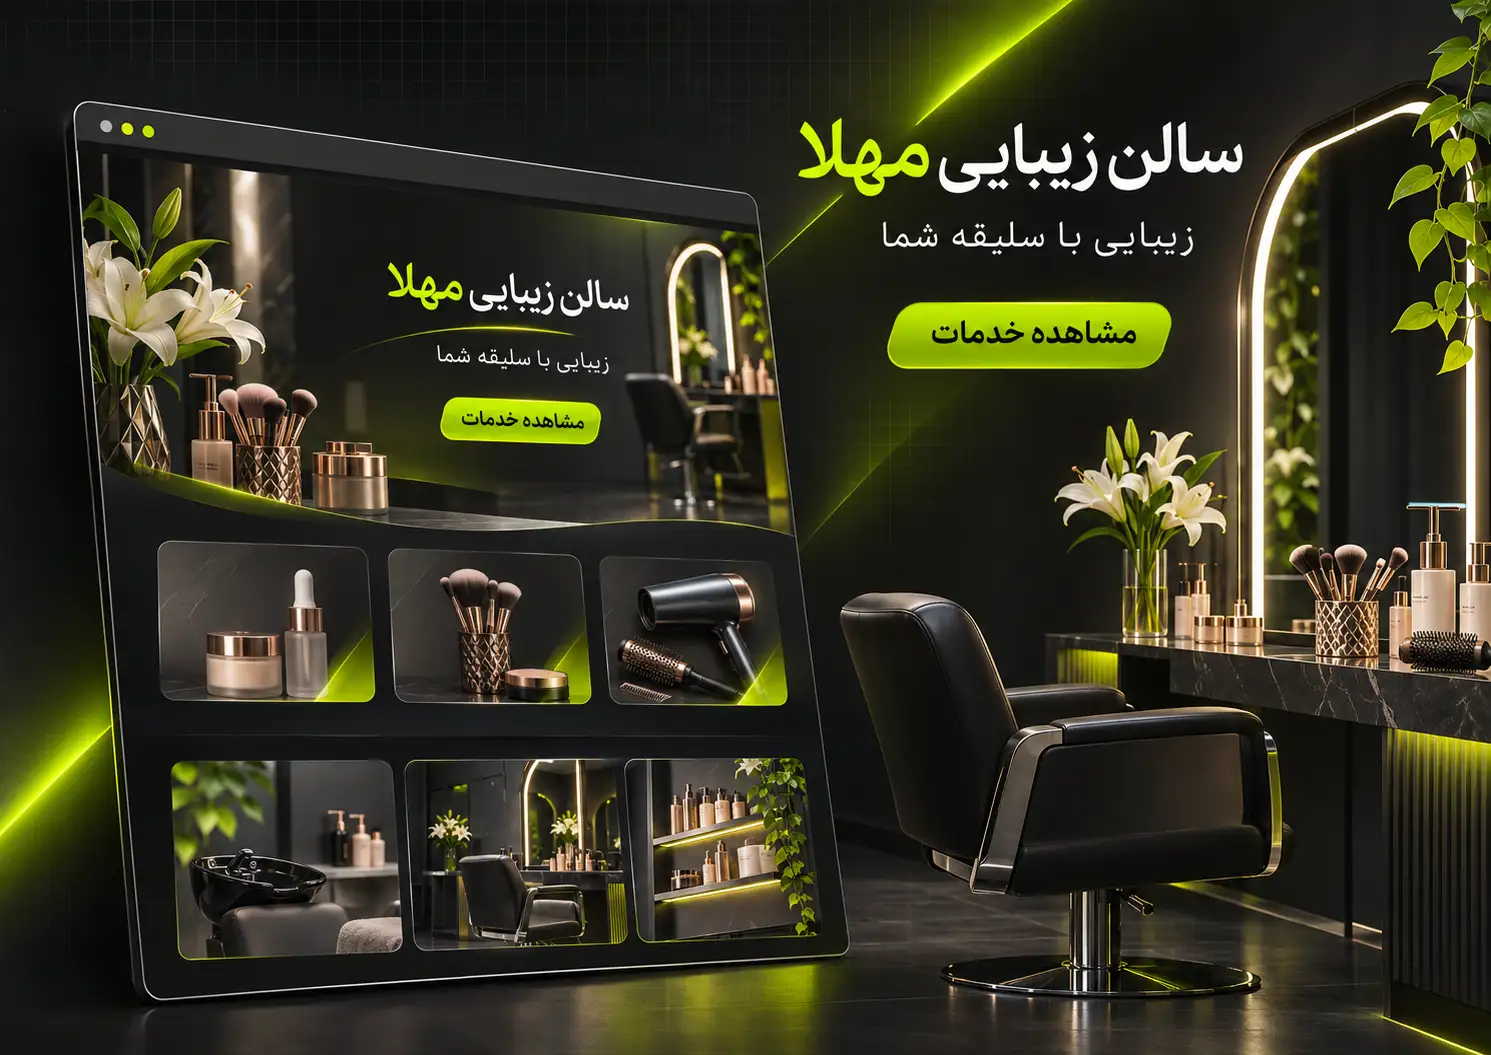 سالن زیبایی مهلا
زیبایی با سلیقه شما
مشاهده خدمات
سالن زیبایی مهلا
زیبایی با سلیقه شما
مشاهده خدمات